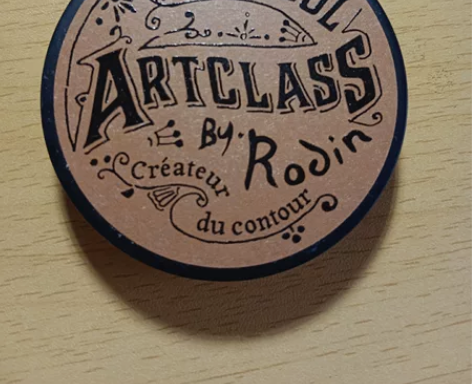 ARTCLASS
By. Rodin
Créateur
du contour